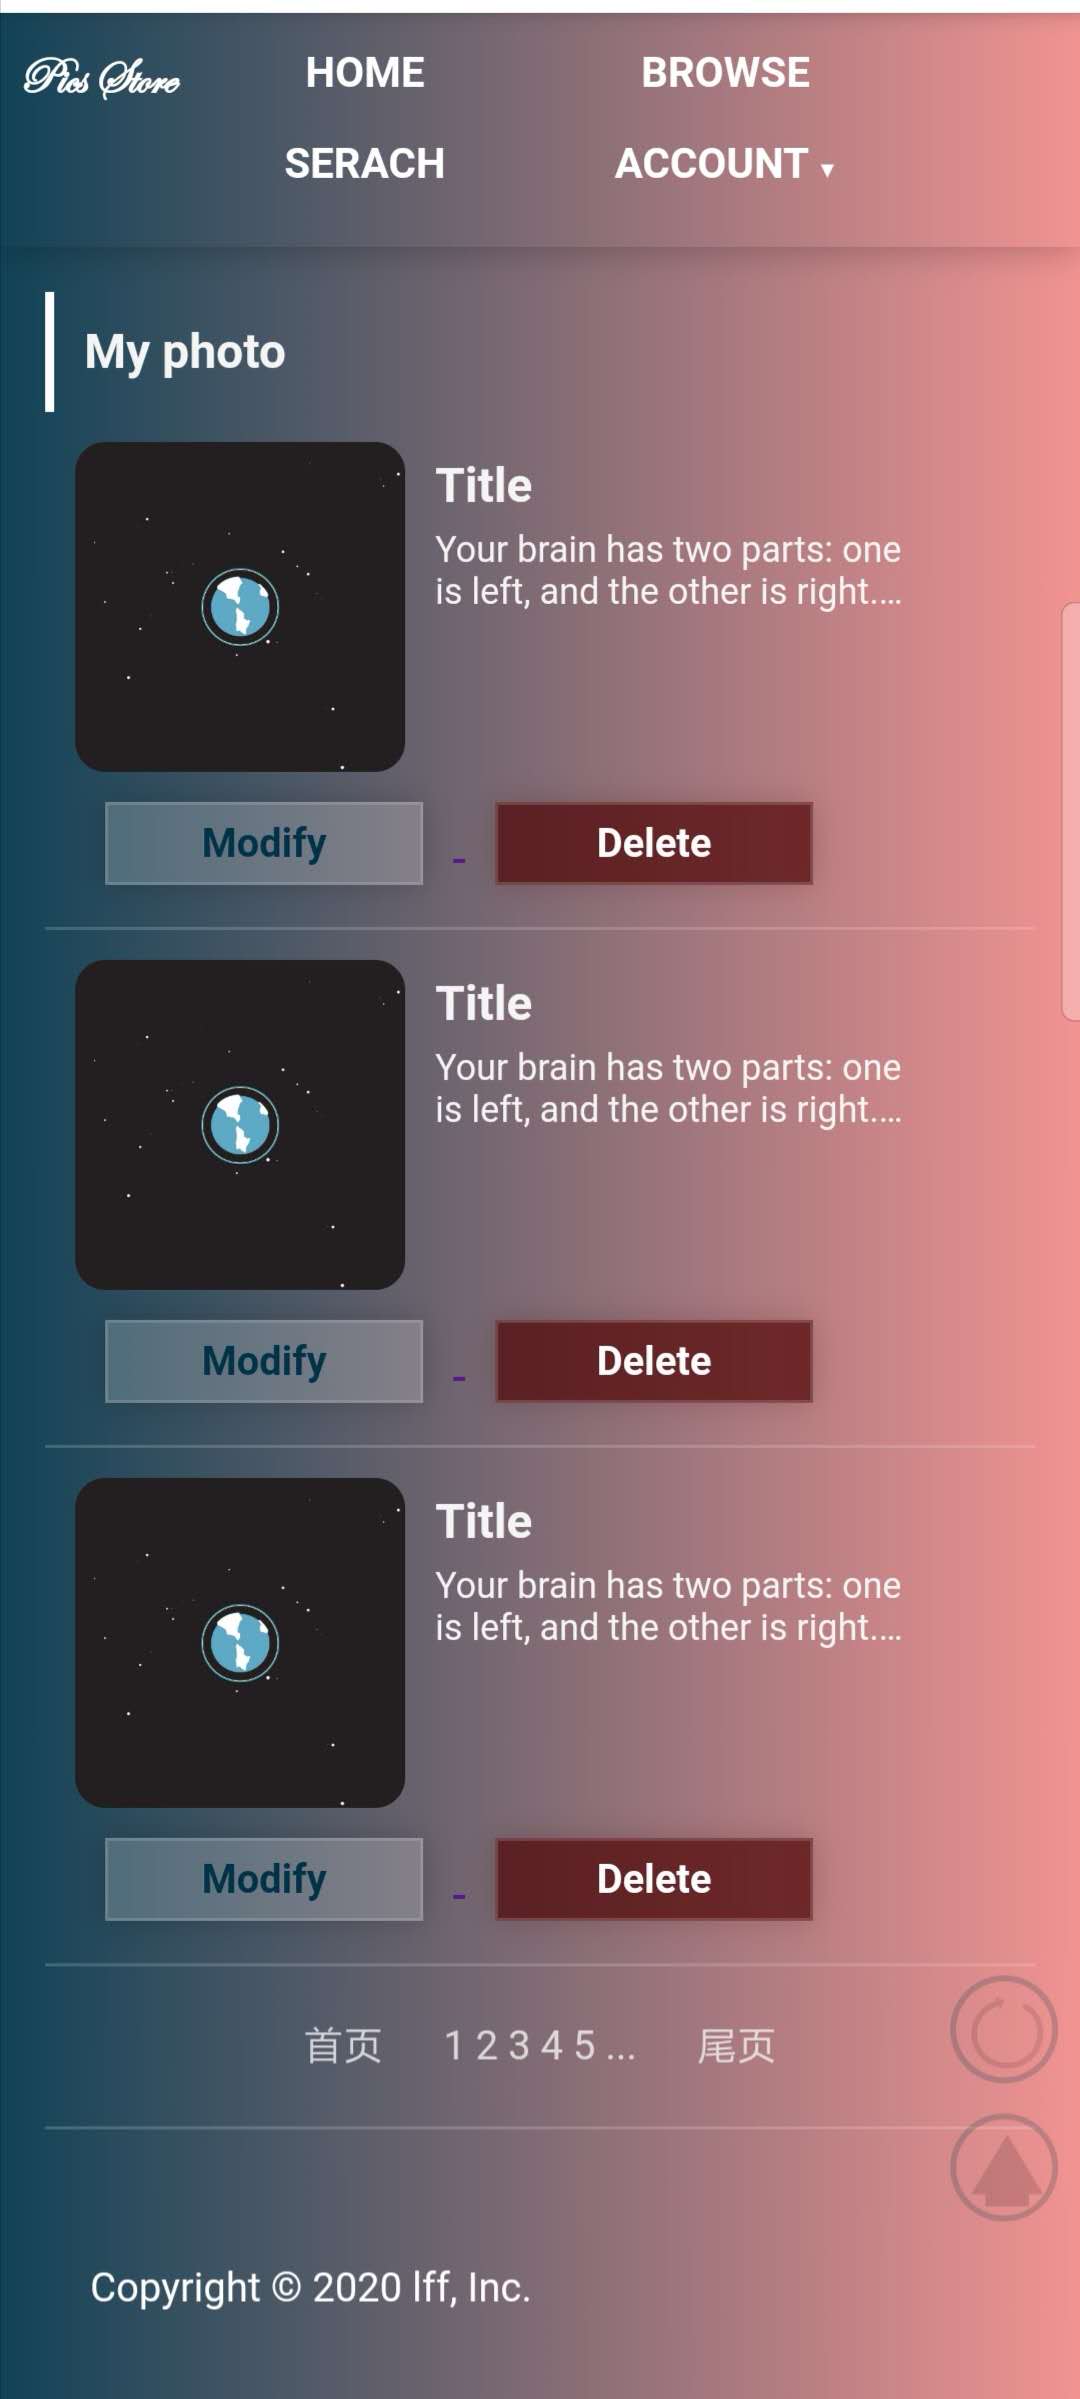 Pics Store
HOME
BROWSE
SERACH
ACCOUNT ▾
My photo
Title
Your brain has two parts: one
is left, and the other is right....
Modify
Delete
Title
Your brain has two parts: one
is left, and the other is right....
Modify
Delete
Title
Your brain has two parts: one
is left, and the other is right....
Modify
Delete
首页 1 2 3 4 5 ... 尾页
Copyright © 2020 lff, Inc.